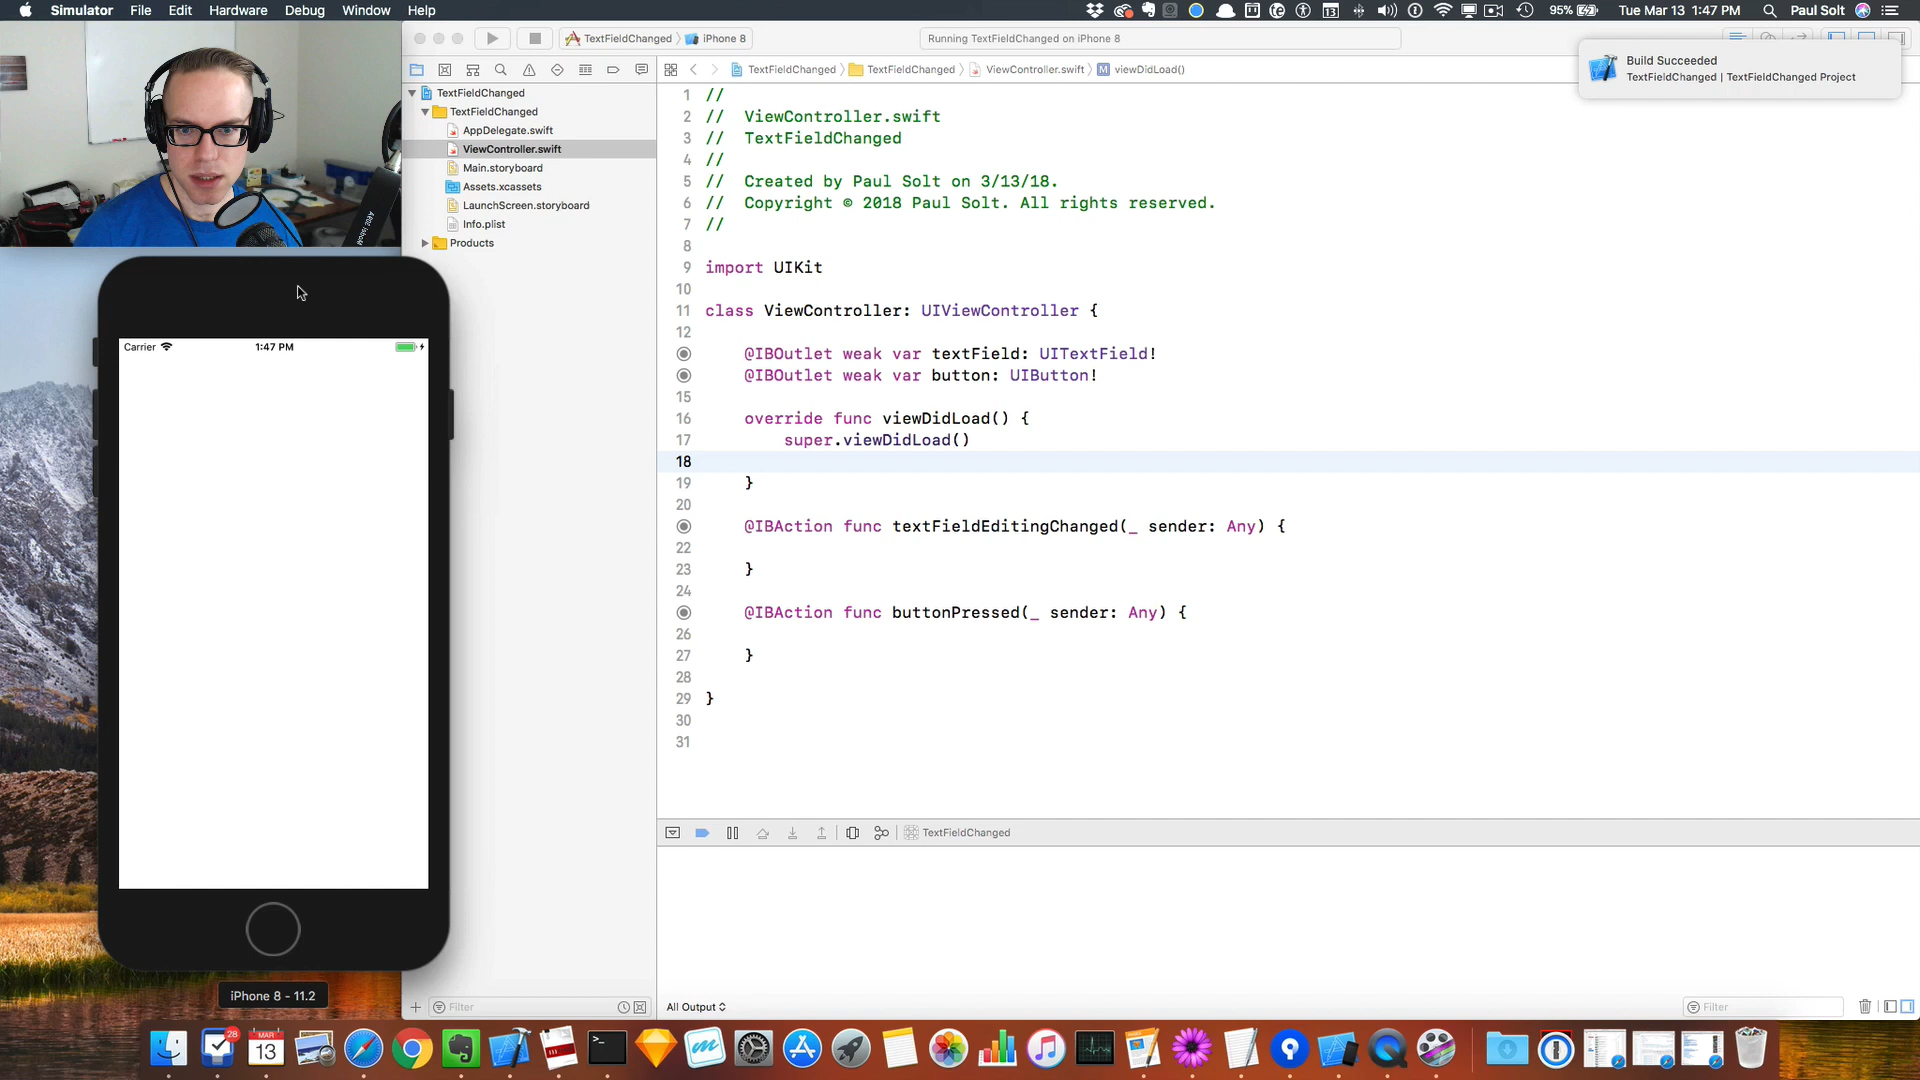 Simulator File Edit Hardware Debug Window Help
13 95% Tue Mar 13 1:47 PM Paul Solt
TextFieldChanged iPhone 8
Running TextFieldChanged on iPhone 8
Build Succeeded
TextFieldChanged | TextFieldChanged Project
TextFieldChanged TextFieldChanged ViewController.swift M viewDidLoad()
TextFieldChanged
TextFieldChanged
AppDelegate.swift
ViewController.swift
Main.storyboard
Assets.xcassets
LaunchScreen.storyboard
Info.plist
Products
1 //
2 // ViewController.swift
3 // TextFieldChanged
4 //
5 // Created by Paul Solt on 3/13/18.
6 // Copyright © 2018 Paul Solt. All rights reserved.
7 //
8
9 import UIKit
10
11 class ViewController: UIViewController {
12
@IBOutlet weak var textField: UITextField!
@IBOutlet weak var button: UIButton!
15
16 override func viewDidLoad() {
17 super.viewDidLoad()
18
19 }
20
@IBAction func textFieldEditingChanged(_ sender: Any) {
22
23 }
24
@IBAction func buttonPressed(_ sender: Any) {
26
27 }
28
29 }
30
31
Carrier 1:47 PM
iPhone 8 - 11.2
TextFieldChanged
Filter
All Output
Filter
28
MAR
13